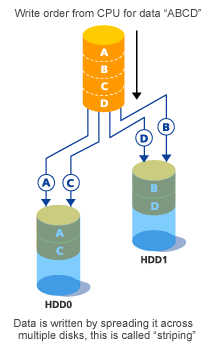 Write order from CPU for data “ABCD”
A
B
C
D
B
D
A
C
B
D
HDD1
A
C
HDD0
Data is written by spreading it across
multiple disks, this is called “striping”